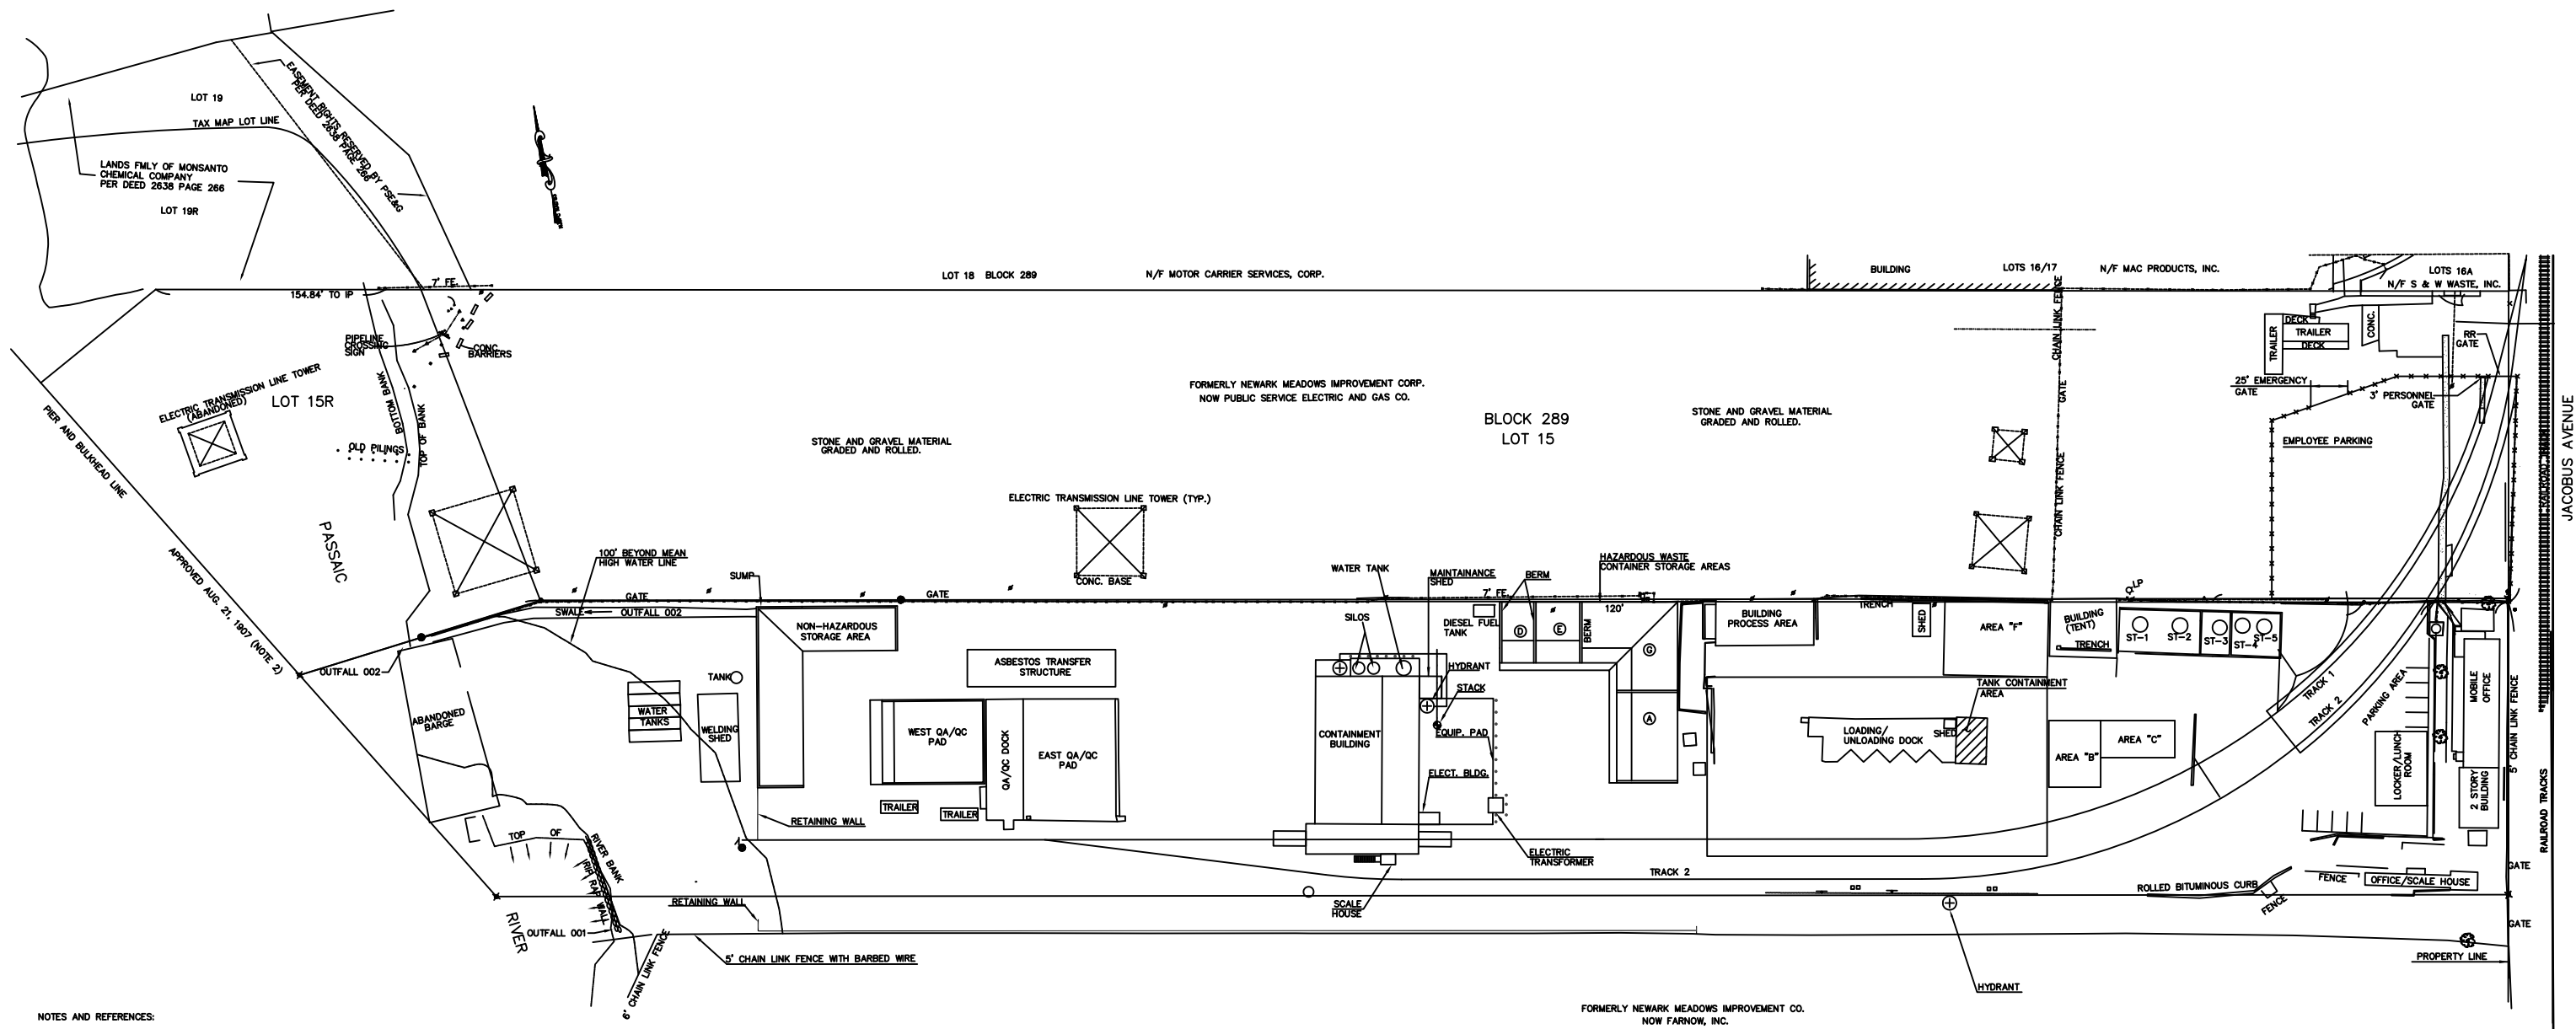 LOT 19
TAX MAP LOT LINE
EASEMENT RIGHTS RESERVED BY PSE&G
PER DEED 2638 PAGE 266
LANDS FMLY OF MONSANTO
CHEMICAL COMPANY
PER DEED 2638 PAGE 266
LOT 19R
7' FE.
154.84' TO IP
LOT 18 BLOCK 289
N/F MOTOR CARRIER SERVICES, CORP.
BUILDING
LOTS 16/17
N/F MAC PRODUCTS, INC.
LOTS 16A
N/F S & W WASTE, INC.
PIPELINE
CROSSING
SIGN
CONC.
BARRIERS
ELECTRIC TRANSMISSION LINE TOWER
(ABANDONED)
LOT 15R
BOTTOM BANK
TOP OF BANK
OLD PILINGS
PIER AND BULKHEAD LINE
APPROVED AUG. 21, 1907 (NOTE 2)
PASSAIC
RIVER
FORMERLY NEWARK MEADOWS IMPROVEMENT CORP.
NOW PUBLIC SERVICE ELECTRIC AND GAS CO.
BLOCK 289
LOT 15
STONE AND GRAVEL MATERIAL
GRADED AND ROLLED.
STONE AND GRAVEL MATERIAL
GRADED AND ROLLED.
CHAIN LINK FENCE
GATE
CHAIN LINK FENCE
TRAILER
DECK
TRAILER
DECK
CONC.
RR
GATE
25' EMERGENCY
GATE
3' PERSONNEL
GATE
EMPLOYEE PARKING
JACOBUS AVENUE
ELECTRIC TRANSMISSION LINE TOWER (TYP.)
CONC. BASE
100' BEYOND MEAN
HIGH WATER LINE
SUMP
GATE
GATE
SWALE
OUTFALL 002
OUTFALL 002
WATER TANK
MAINTAINANCE
SHED
BERM
HAZARDOUS WASTE
CONTAINER STORAGE AREAS
7' FE.
120'
TRENCH
LP
NON-HAZARDOUS
STORAGE AREA
ASBESTOS TRANSFER
STRUCTURE
SILOS
DIESEL FUEL
TANK
D
E
BERM
G
A
BUILDING
PROCESS AREA
SHED
AREA "F"
BUILDING
(TENT)
TRENCH
ST-1
ST-2
ST-3
ST-4
ST-5
TANK
ABANDONED
BARGE
WATER
TANKS
WELDING
SHED
WEST QA/QC
PAD
QA/QC DOCK
EAST QA/QC
PAD
TRAILER
TRAILER
RETAINING WALL
CONTAINMENT
BUILDING
HYDRANT
STACK
EQUIP. PAD
ELECT. BLDG.
ELECTRIC
TRANSFORMER
SCALE
HOUSE
LOADING/
UNLOADING DOCK
SHED
TANK CONTAINMENT
AREA
AREA "B"
AREA "C"
TRACK 1
TRACK 2
PARKING AREA
MOBILE
OFFICE
LOCKER/LUNCH
ROOM
2 STORY
BUILDING
5' CHAIN LINK FENCE
RAILROAD TRACKS
TRACK 2
TOP OF
RIVER BANK
RIP RAP WALL
OUTFALL 001
RETAINING WALL
6' CHAIN LINK FENCE
5' CHAIN LINK FENCE WITH BARBED WIRE
ROLLED BITUMINOUS CURB
FENCE
FENCE
OFFICE/SCALE HOUSE
GATE
GATE
PROPERTY LINE
HYDRANT
NOTES AND REFERENCES:
FORMERLY NEWARK MEADOWS IMPROVEMENT CO.
NOW FARNOW, INC.